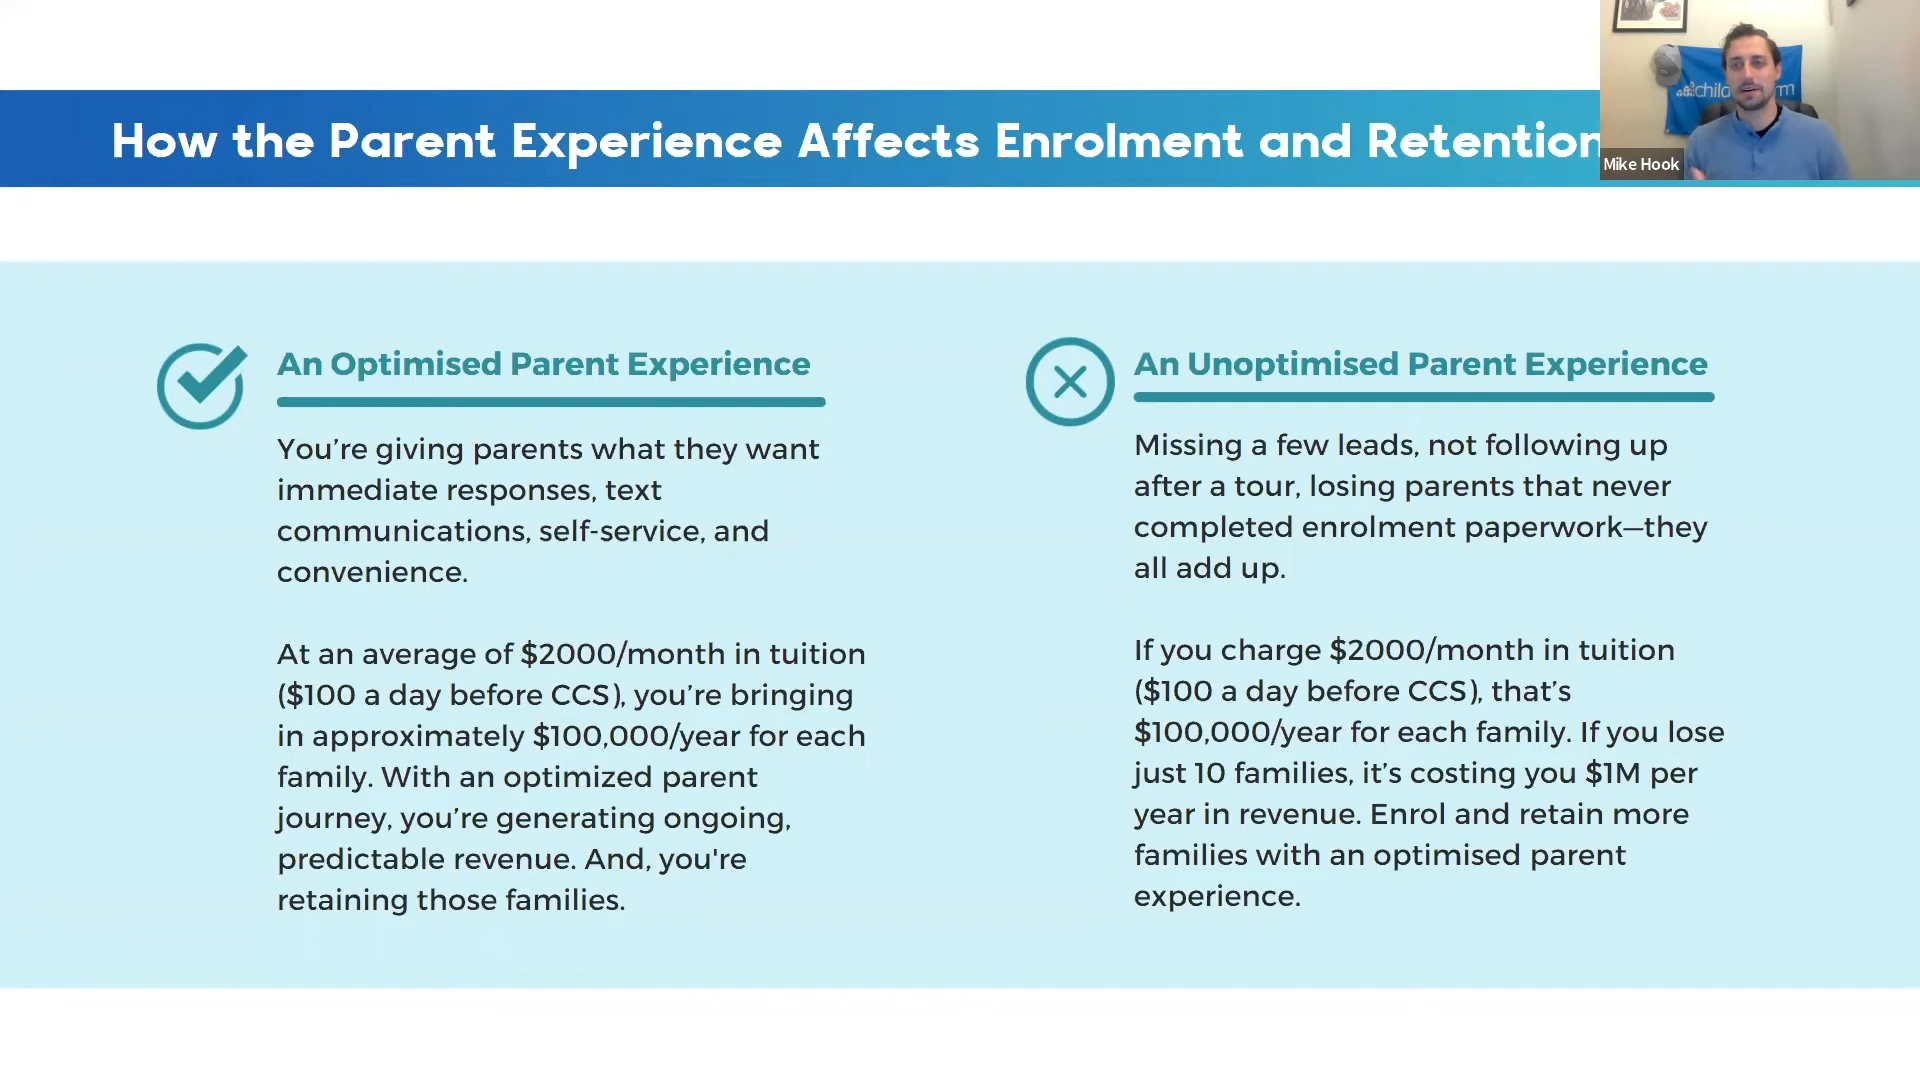 How the Parent Experience Affects Enrolment and Retention
Mike Hook
An Optimised Parent Experience
You’re giving parents what they want
immediate responses, text
communications, self-service, and
convenience.
At an average of $2000/month in tuition
($100 a day before CCS), you’re bringing
in approximately $100,000/year for each
family. With an optimized parent
journey, you’re generating ongoing,
predictable revenue. And, you're
retaining those families.
An Unoptimised Parent Experience
Missing a few leads, not following up
after a tour, losing parents that never
completed enrolment paperwork—they
all add up.
If you charge $2000/month in tuition
($100 a day before CCS), that’s
$100,000/year for each family. If you lose
just 10 families, it’s costing you $1M per
year in revenue. Enrol and retain more
families with an optimised parent
experience.